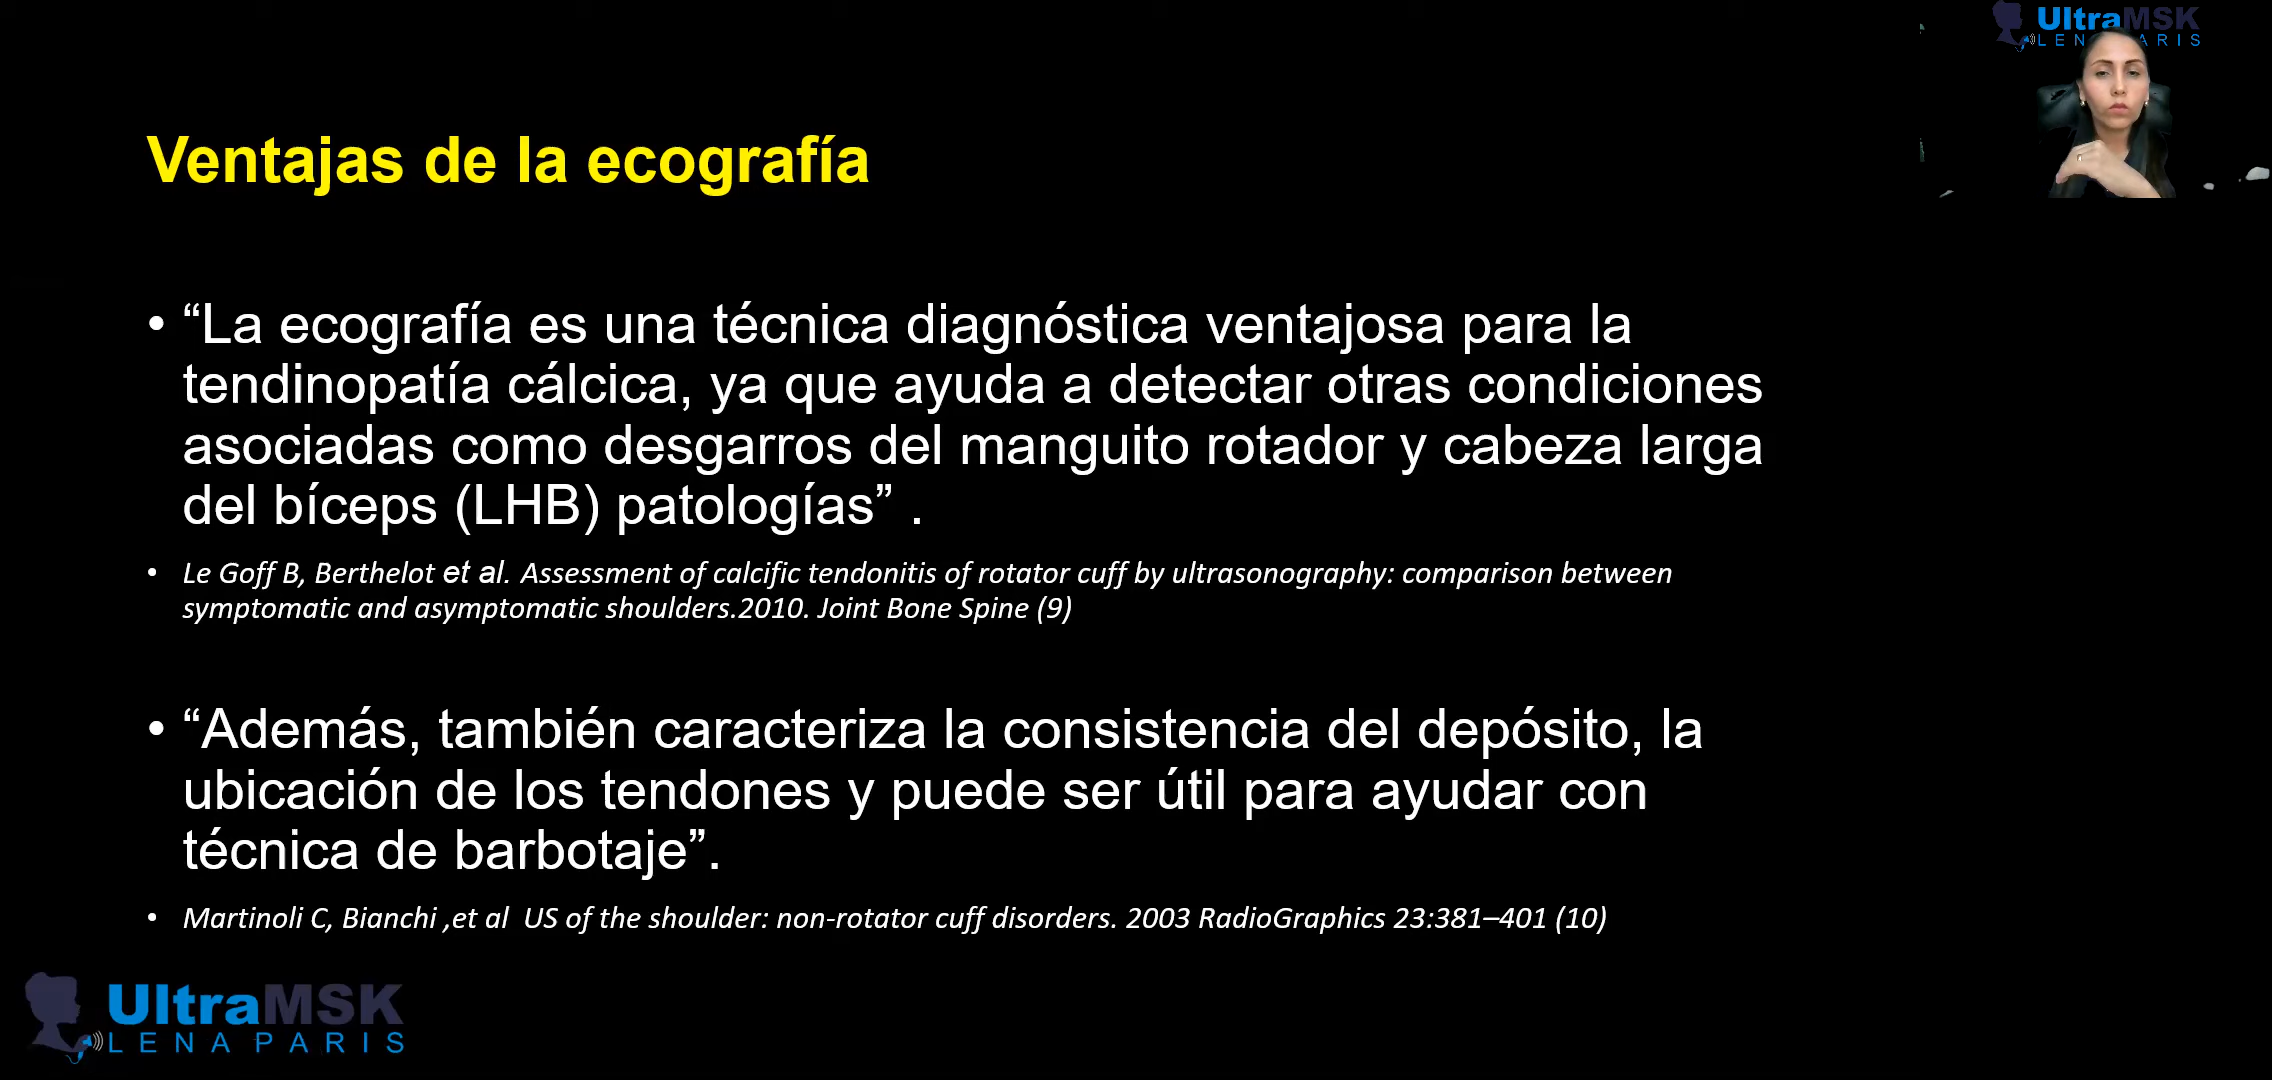 UltraMSK
LEN ARIS
Ventajas de la ecografía
• “La ecografía es una técnica diagnóstica ventajosa para la
tendinopatía cálcica, ya que ayuda a detectar otras condiciones
asociadas como desgarros del manguito rotador y cabeza larga
del bíceps (LHB) patologías” .
• Le Goff B, Berthelot et al. Assessment of calcific tendonitis of rotator cuff by ultrasonography: comparison between
symptomatic and asymptomatic shoulders.2010. Joint Bone Spine (9)
• “Además, también caracteriza la consistencia del depósito, la
ubicación de los tendones y puede ser útil para ayudar con
técnica de barbotaje”.
• Martinoli C, Bianchi ,et al  US of the shoulder: non-rotator cuff disorders. 2003 RadioGraphics 23:381–401 (10)
UltraMSK
LENA PARIS